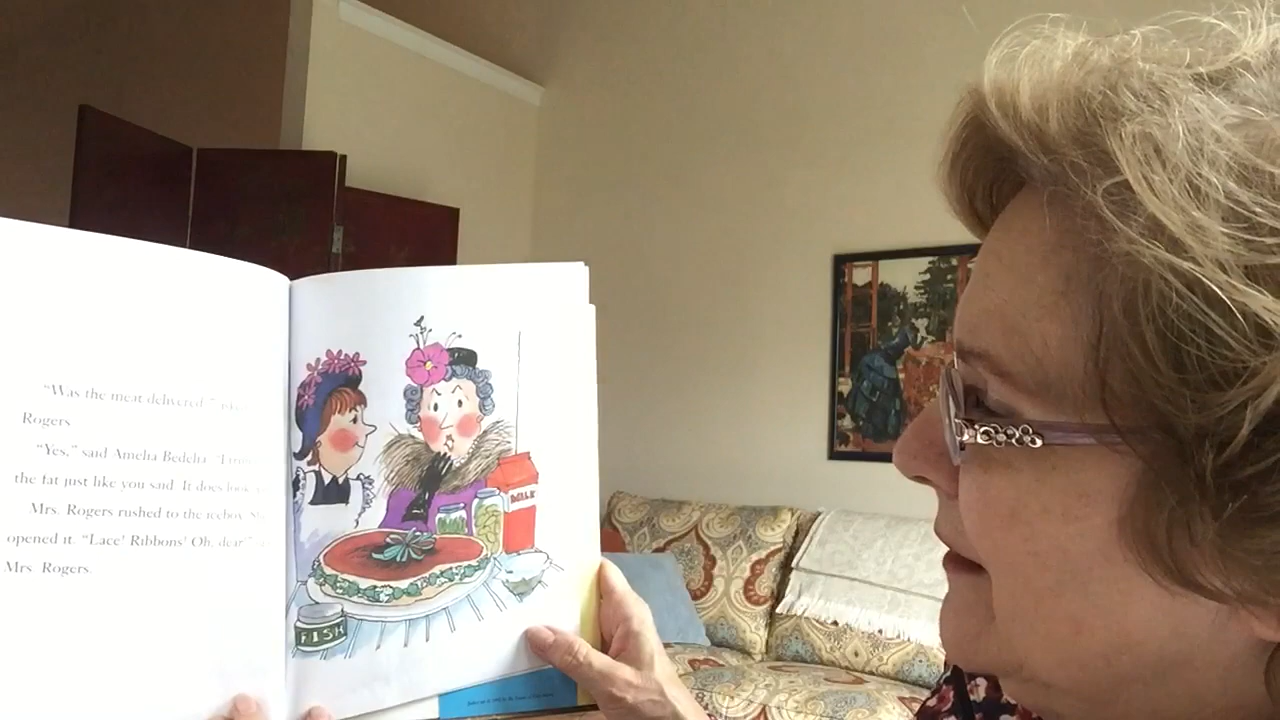 "Was the meat delivered?"
Rogers
"Yes," said Amelia Bedelia.
the fat just like you said. It does look
Mrs. Rogers rushed to the icebox. She
opened it. "Lace! Ribbons! Oh, dear!"
Mrs. Rogers.
MILK
FISH